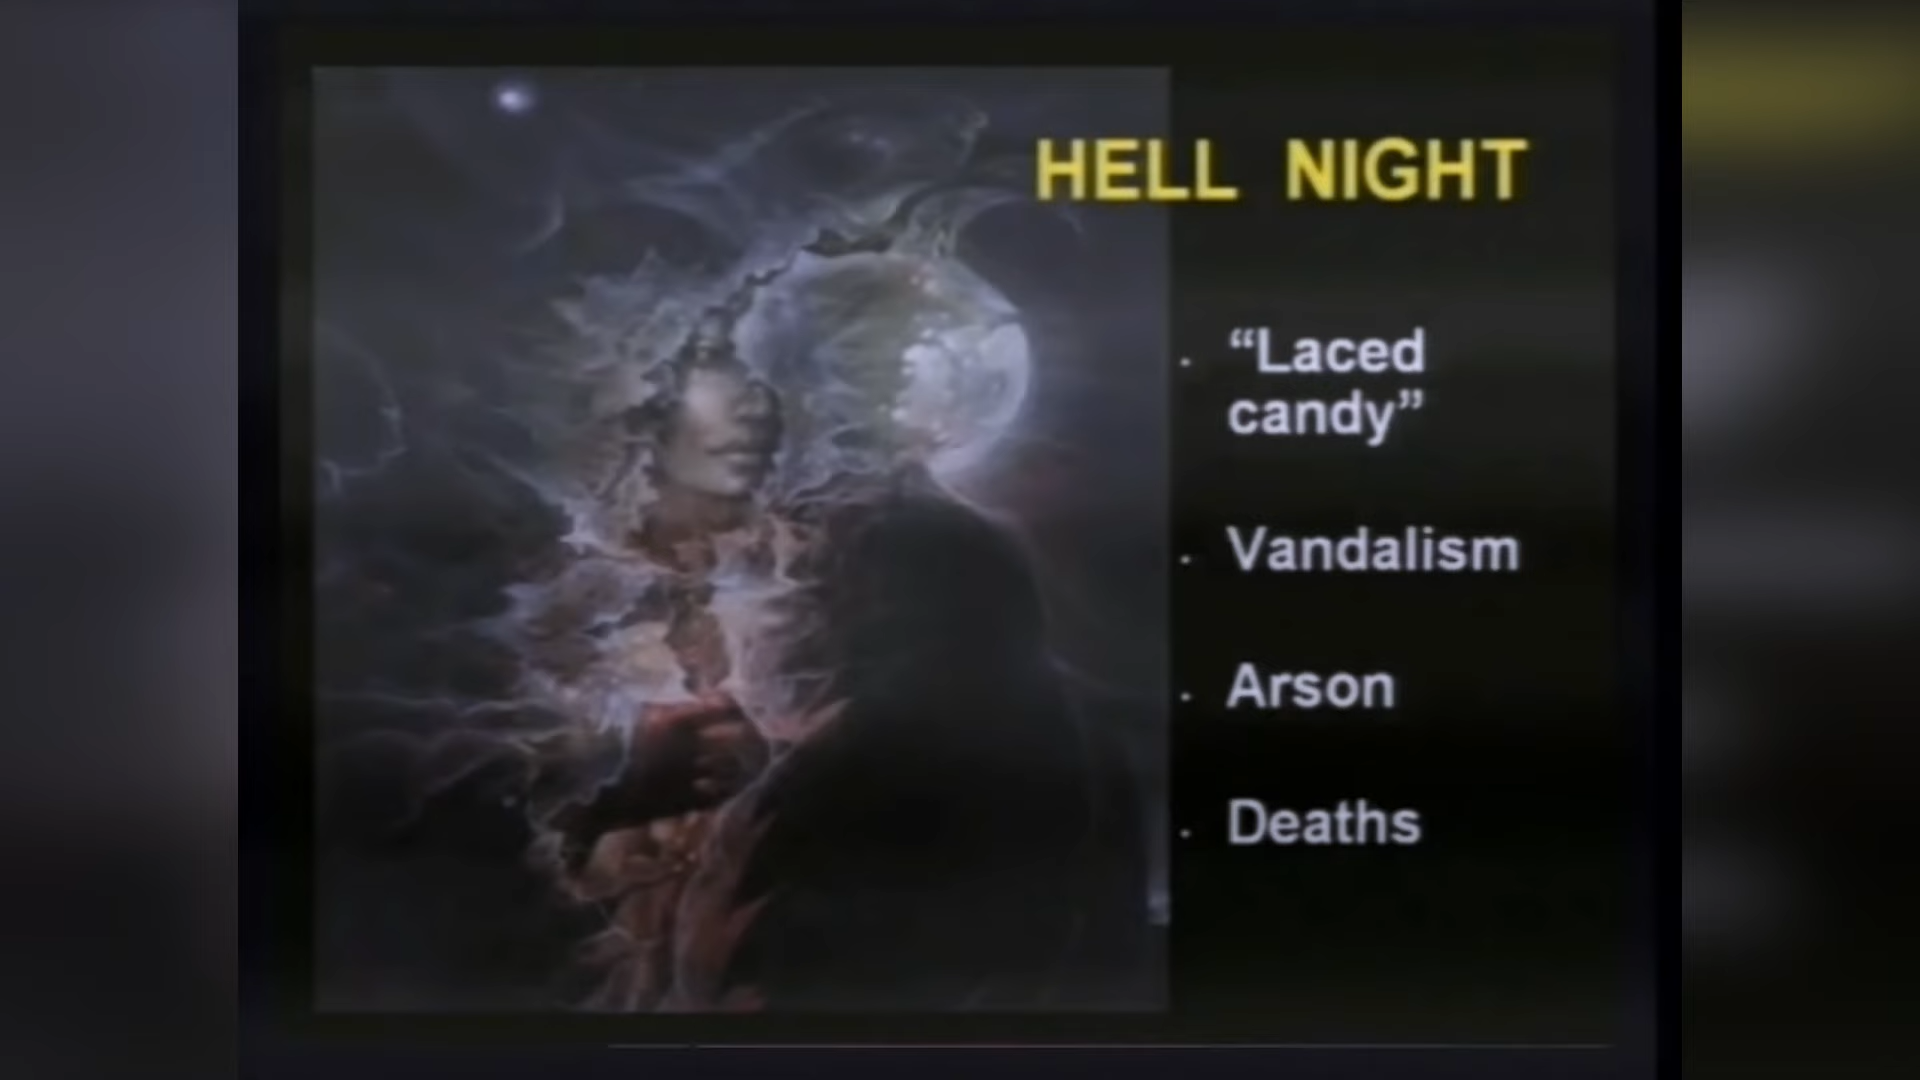 HELL NIGHT
. “Laced
candy”
. Vandalism
. Arson
. Deaths